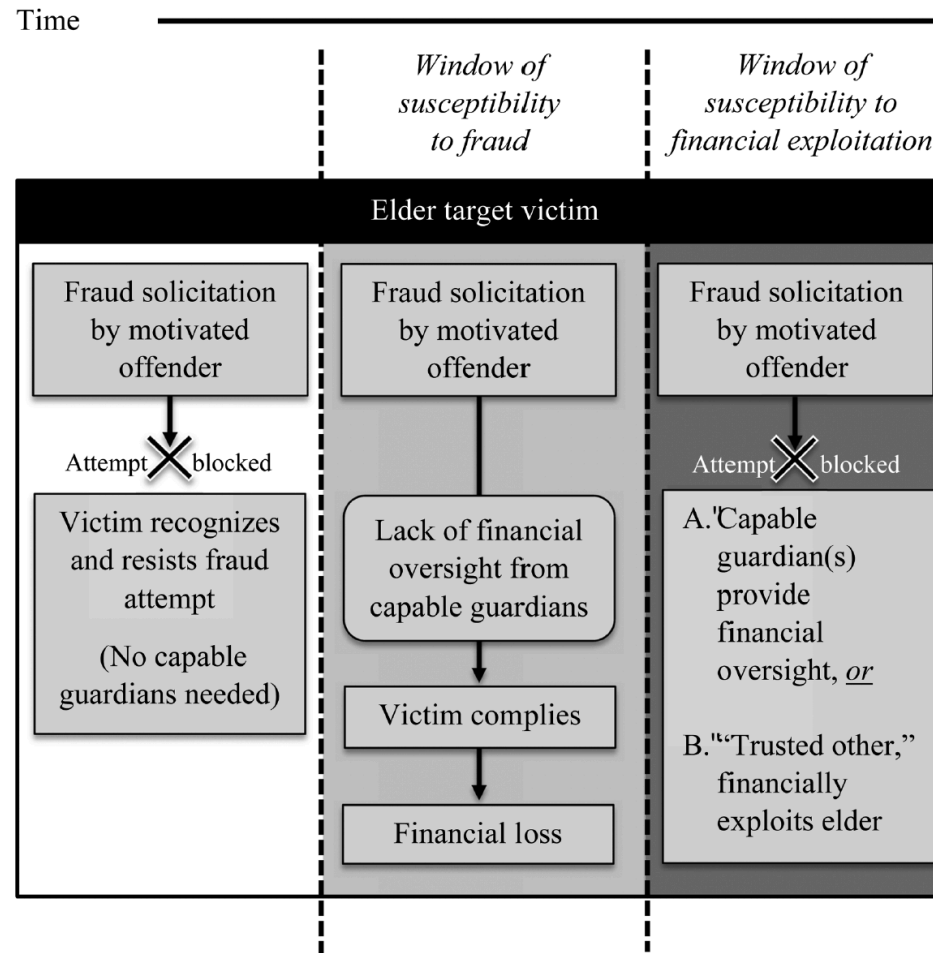 Time
Window of
susceptibility
to fraud
Window of
susceptibility to
financial exploitation
Elder target victim
Fraud solicitation
by motivated
offender
Attempt blocked
Victim recognizes
and resists fraud
attempt
(No capable
guardians needed)
Fraud solicitation
by motivated
offender
Lack of financial
oversight from
capable guardians
Victim complies
Financial loss
Fraud solicitation
by motivated
offender
Attempt blocked
A."Capable
guardian(s)
provide
financial
oversight, or
B."“Trusted other,”
financially
exploits elder